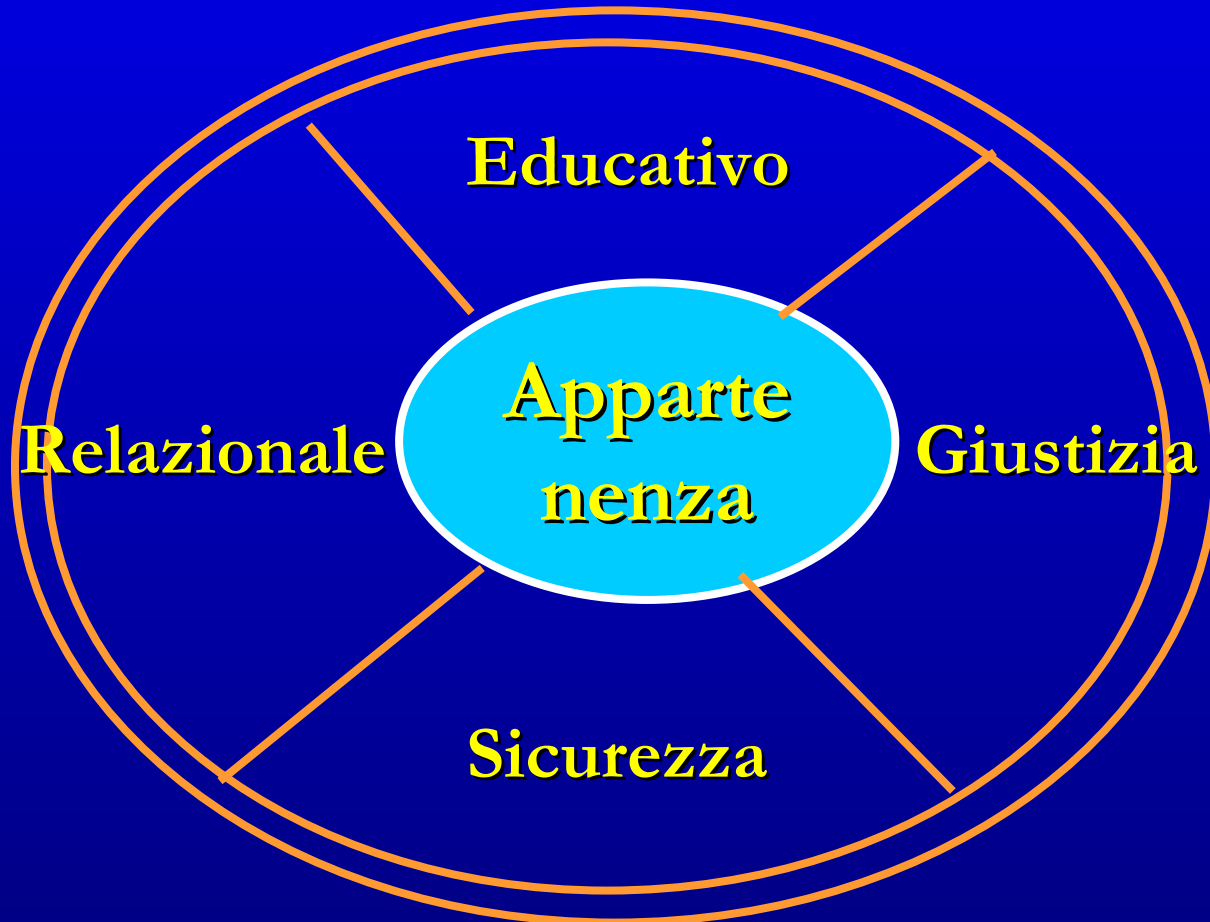 Educativo
Apparte
nenza
Relazionale
Giustizia
Sicurezza